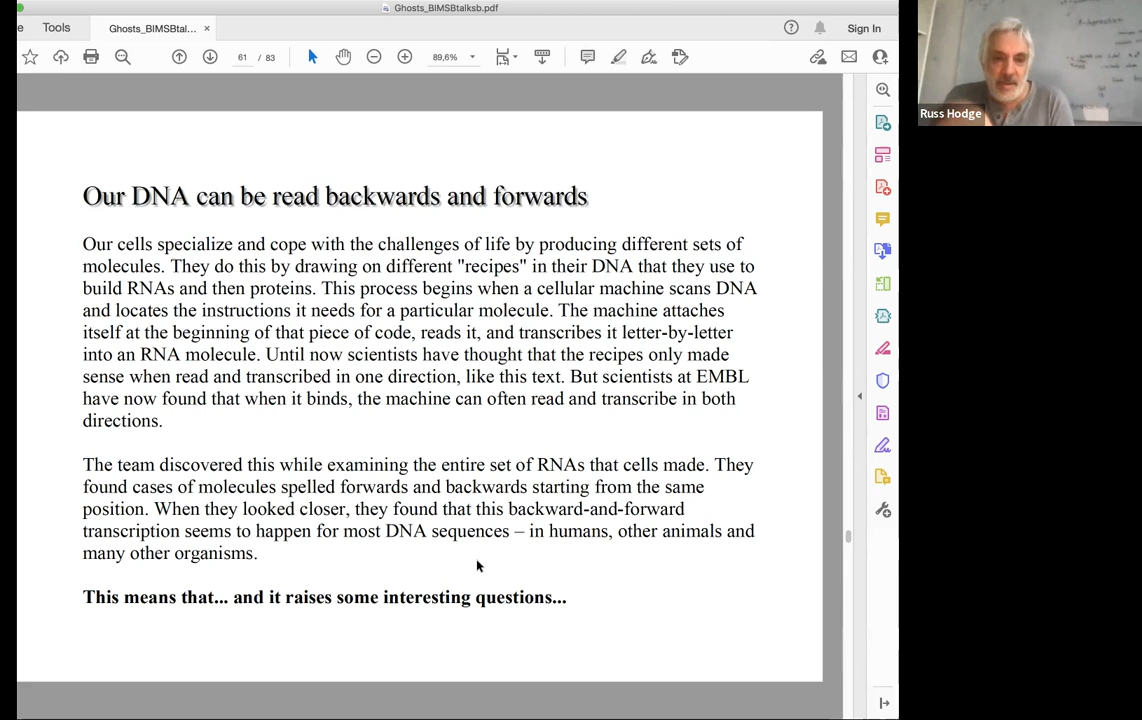 Ghosts_BIMSBtalksb.pdf
e Tools Ghosts_BIMSBtal... × Sign In
61 / 83 89,6%
Russ Hodge
Our DNA can be read backwards and forwards
Our cells specialize and cope with the challenges of life by producing different sets of
molecules. They do this by drawing on different "recipes" in their DNA that they use to
build RNAs and then proteins. This process begins when a cellular machine scans DNA
and locates the instructions it needs for a particular molecule. The machine attaches
itself at the beginning of that piece of code, reads it, and transcribes it letter-by-letter
into an RNA molecule. Until now scientists have thought that the recipes only made
sense when read and transcribed in one direction, like this text. But scientists at EMBL
have now found that when it binds, the machine can often read and transcribe in both
directions.
The team discovered this while examining the entire set of RNAs that cells made. They
found cases of molecules spelled forwards and backwards starting from the same
position. When they looked closer, they found that this backward-and-forward
transcription seems to happen for most DNA sequences – in humans, other animals and
many other organisms.
This means that... and it raises some interesting questions...